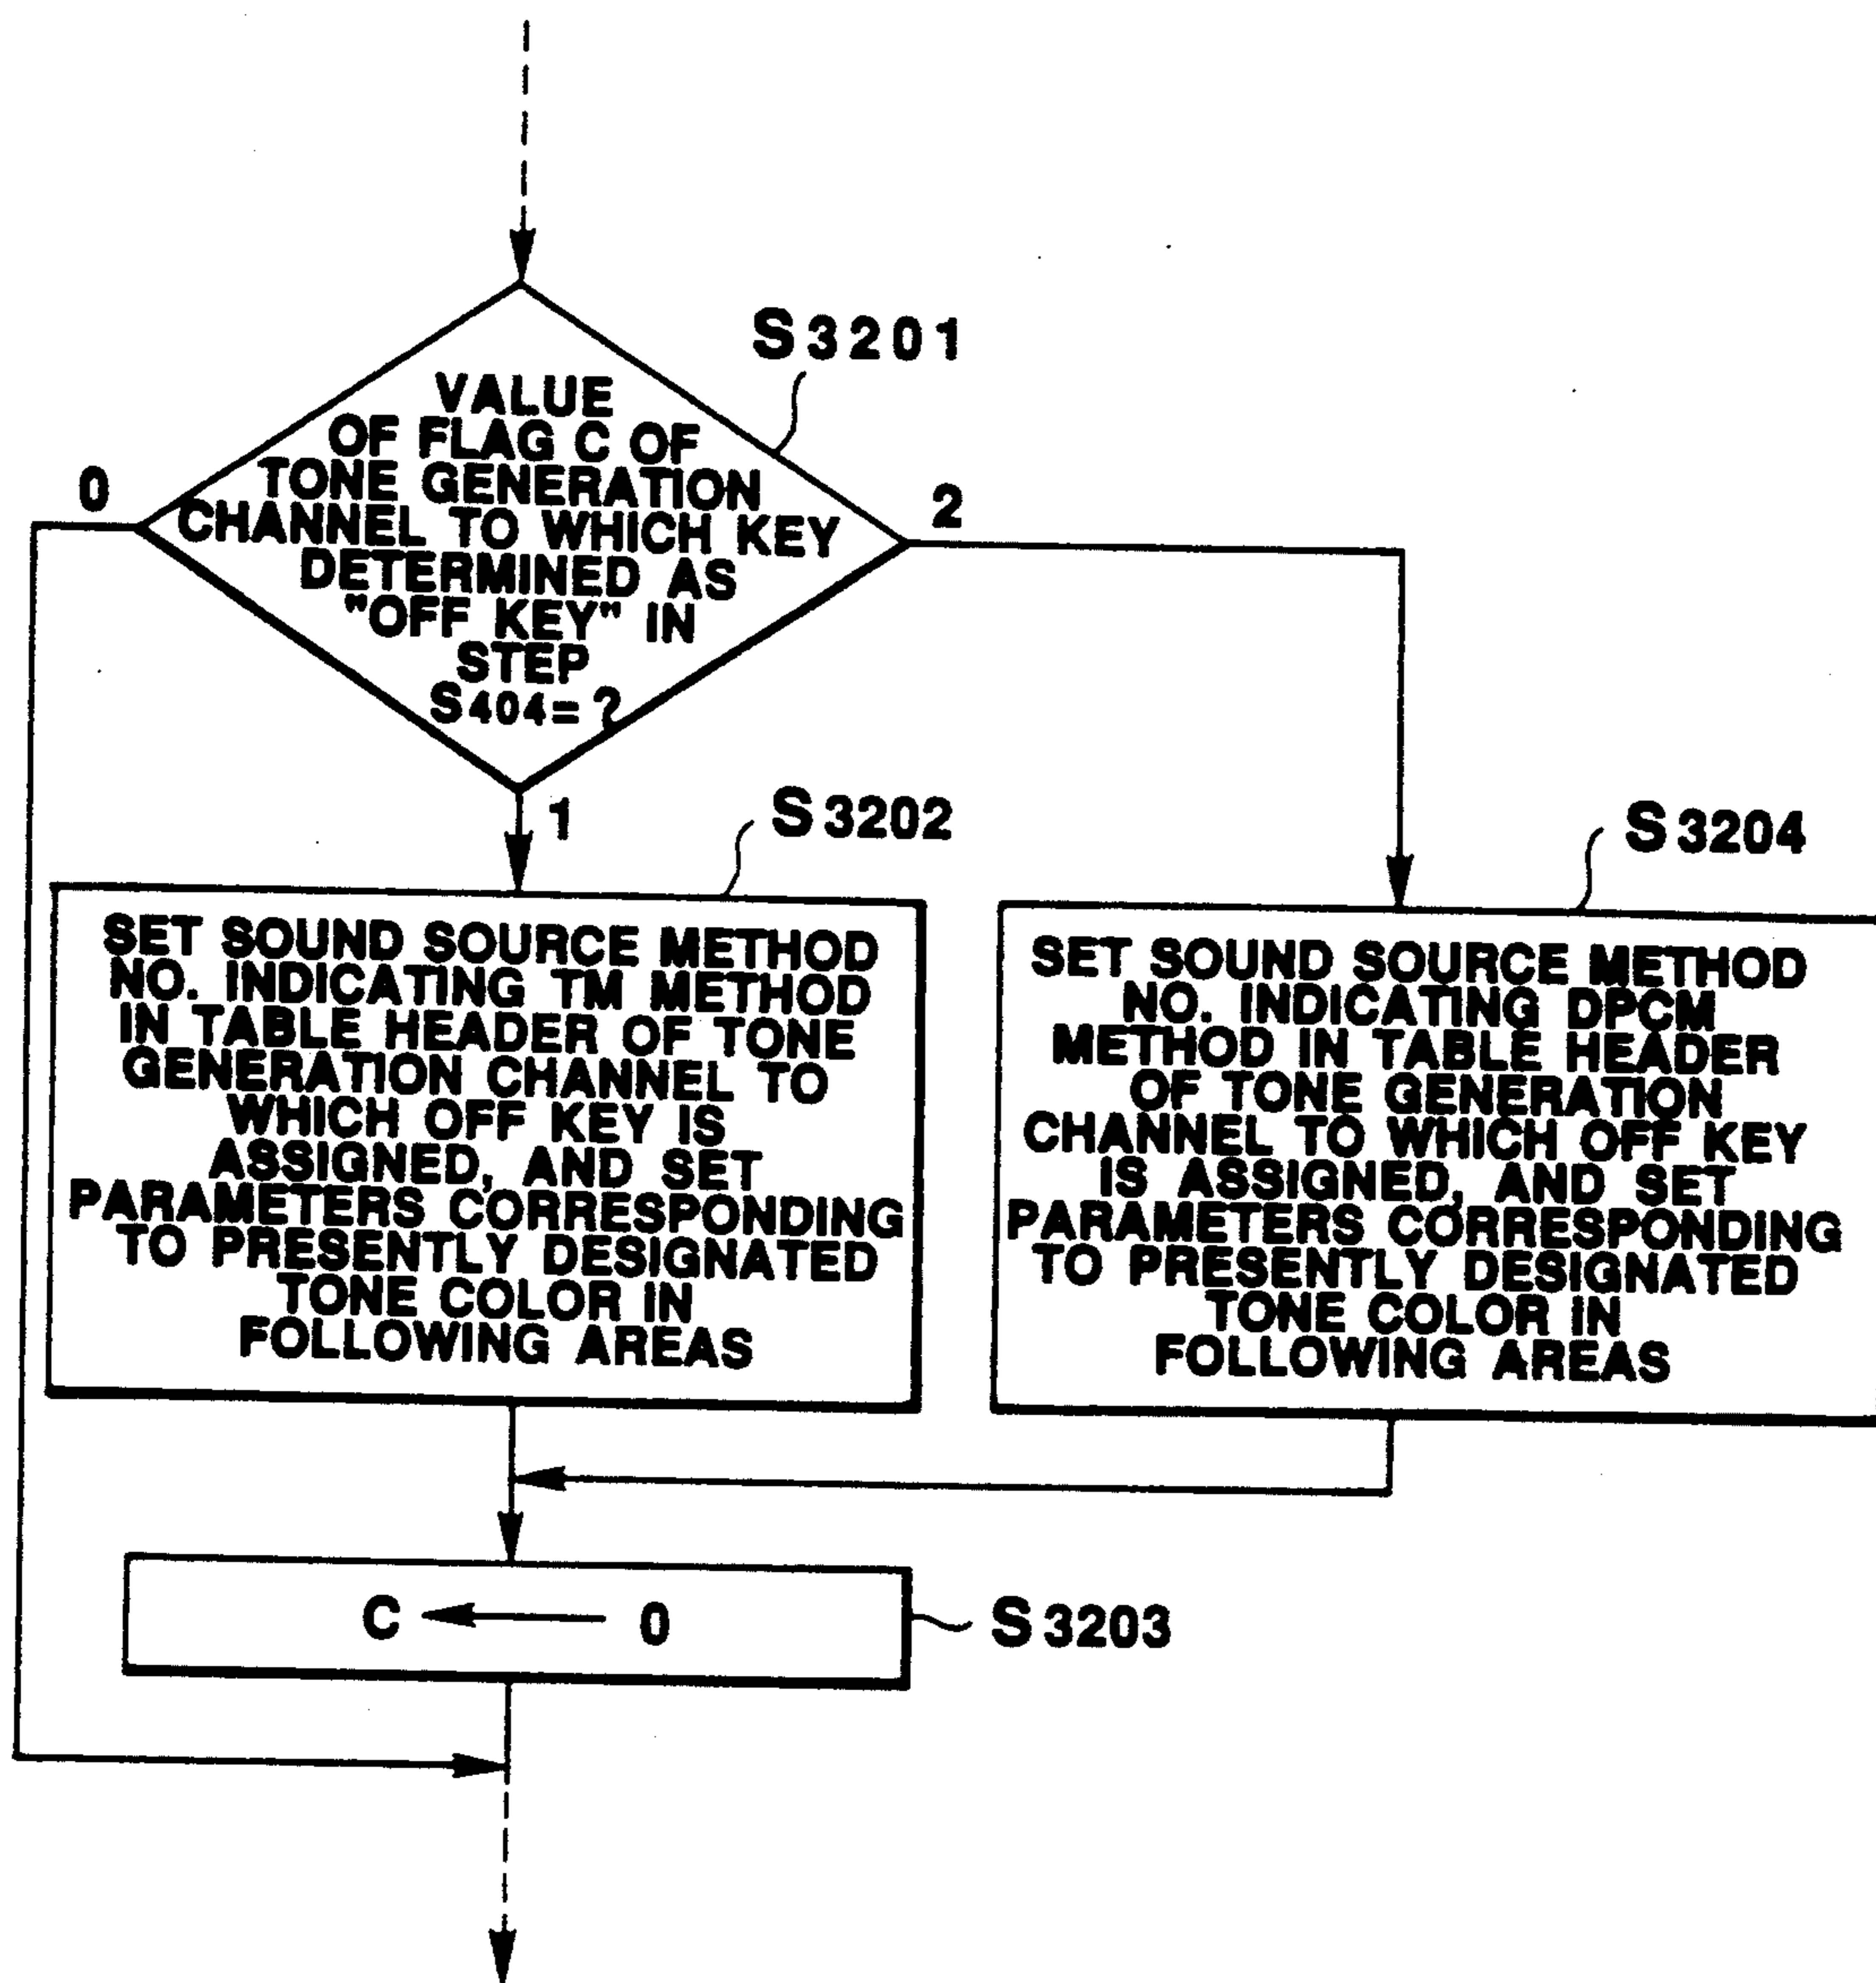 S3201
VALUE
OF FLAG C OF
TONE GENERATION
CHANNEL TO WHICH KEY
DETERMINED AS
"OFF KEY" IN
STEP
S404=?
0
2
1
S3202
SET SOUND SOURCE METHOD
NO. INDICATING TM METHOD
IN TABLE HEADER OF TONE
GENERATION CHANNEL TO
WHICH OFF KEY IS
ASSIGNED, AND SET
PARAMETERS CORRESPONDING
TO PRESENTLY DESIGNATED
TONE COLOR IN
FOLLOWING AREAS
S3204
SET SOUND SOURCE METHOD
NO. INDICATING DPCM
METHOD IN TABLE HEADER
OF TONE GENERATION
CHANNEL TO WHICH OFF KEY
IS ASSIGNED, AND SET
PARAMETERS CORRESPONDING
TO PRESENTLY DESIGNATED
TONE COLOR IN
FOLLOWING AREAS
C ← 0
S3203